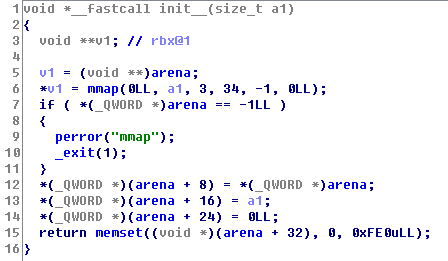 1 void *__fastcall init__(size_t a1)
2 {
3 void **v1; // rbx@1
4
5 v1 = (void **)arena;
6 *v1 = mmap(0LL, a1, 3, 34, -1, 0LL);
7 if ( *(_QWORD *)arena == -1LL )
8 {
9 perror("mmap");
10 _exit(1);
11 }
12 *(_QWORD *)(arena + 8) = *(_QWORD *)arena;
13 *(_QWORD *)(arena + 16) = a1;
14 *(_QWORD *)(arena + 24) = 0LL;
15 return memset((void *)(arena + 32), 0, 0xFE0uLL);
16 }